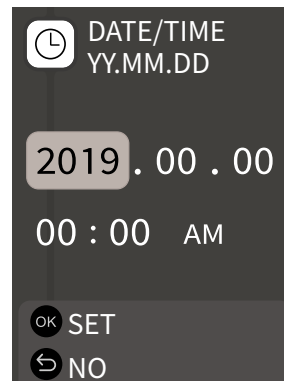 DATE/TIME
YY.MM.DD
2019 . 00 . 00
00 : 00 AM
OK SET
NO